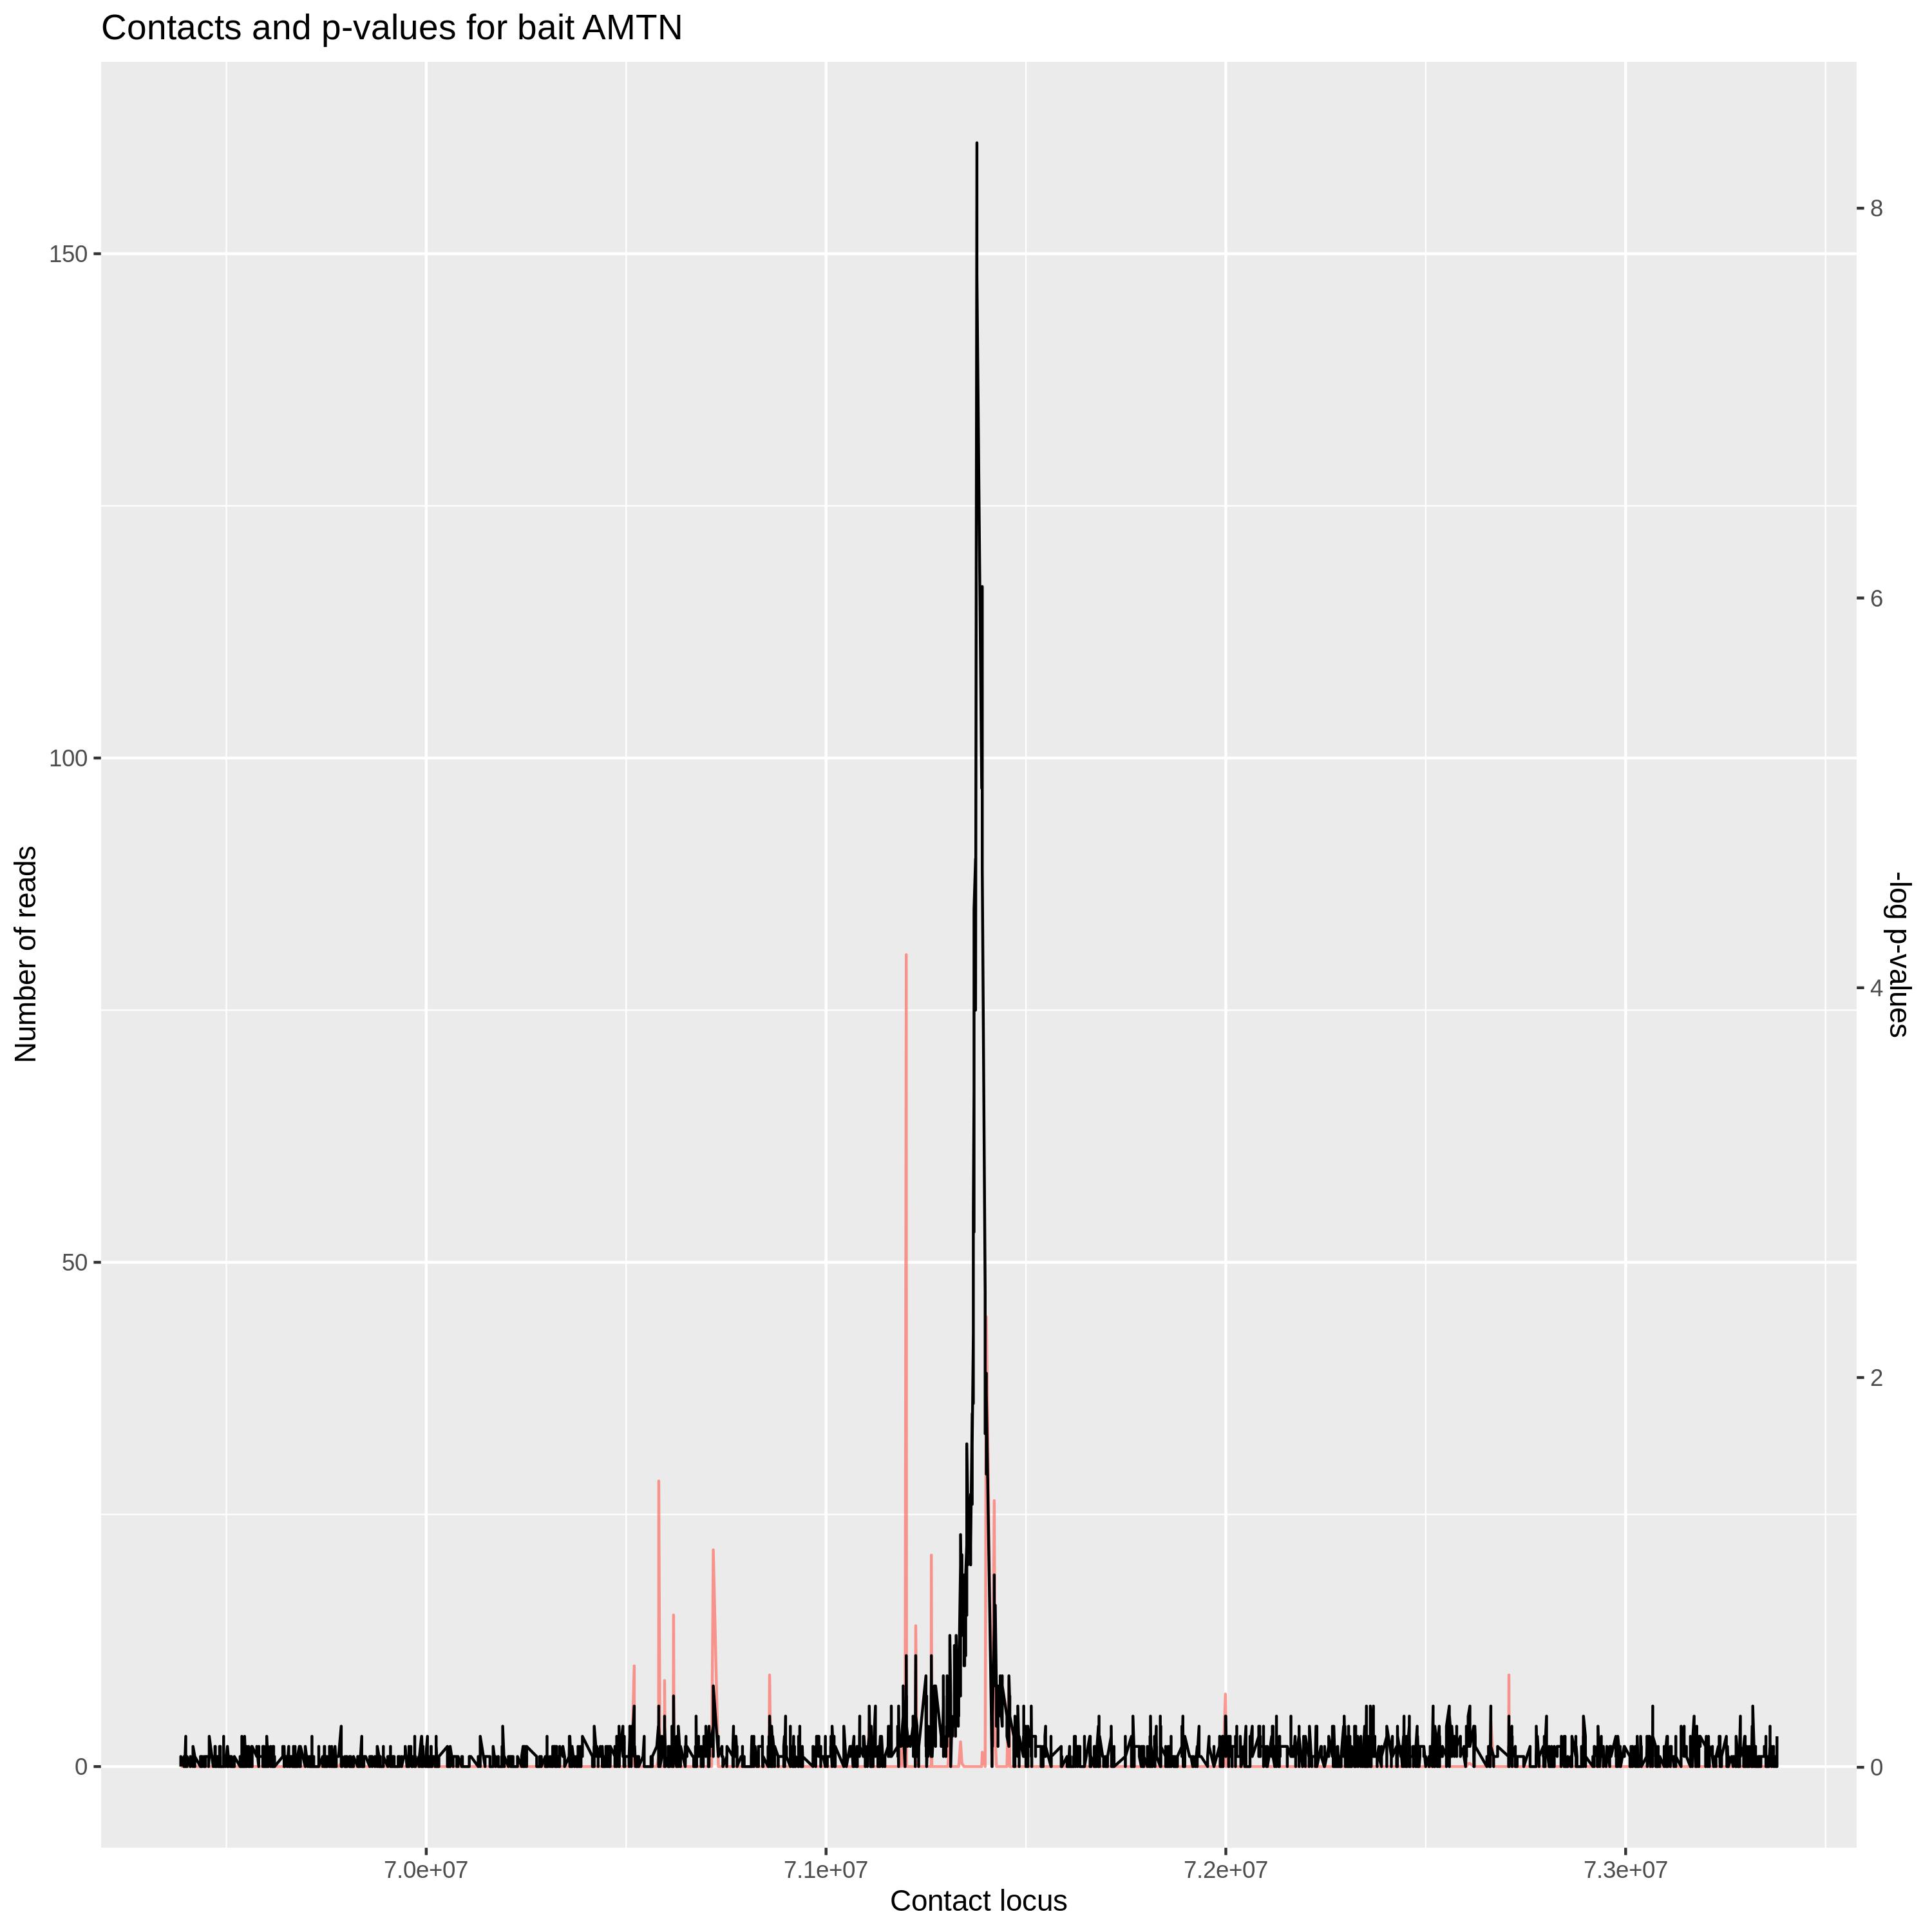 Contacts and p-values for bait AMTN
150
100
50
0
8
6
4
2
0
Number of reads
-log p-values
7.0e+07
7.1e+07
7.2e+07
7.3e+07
Contact locus